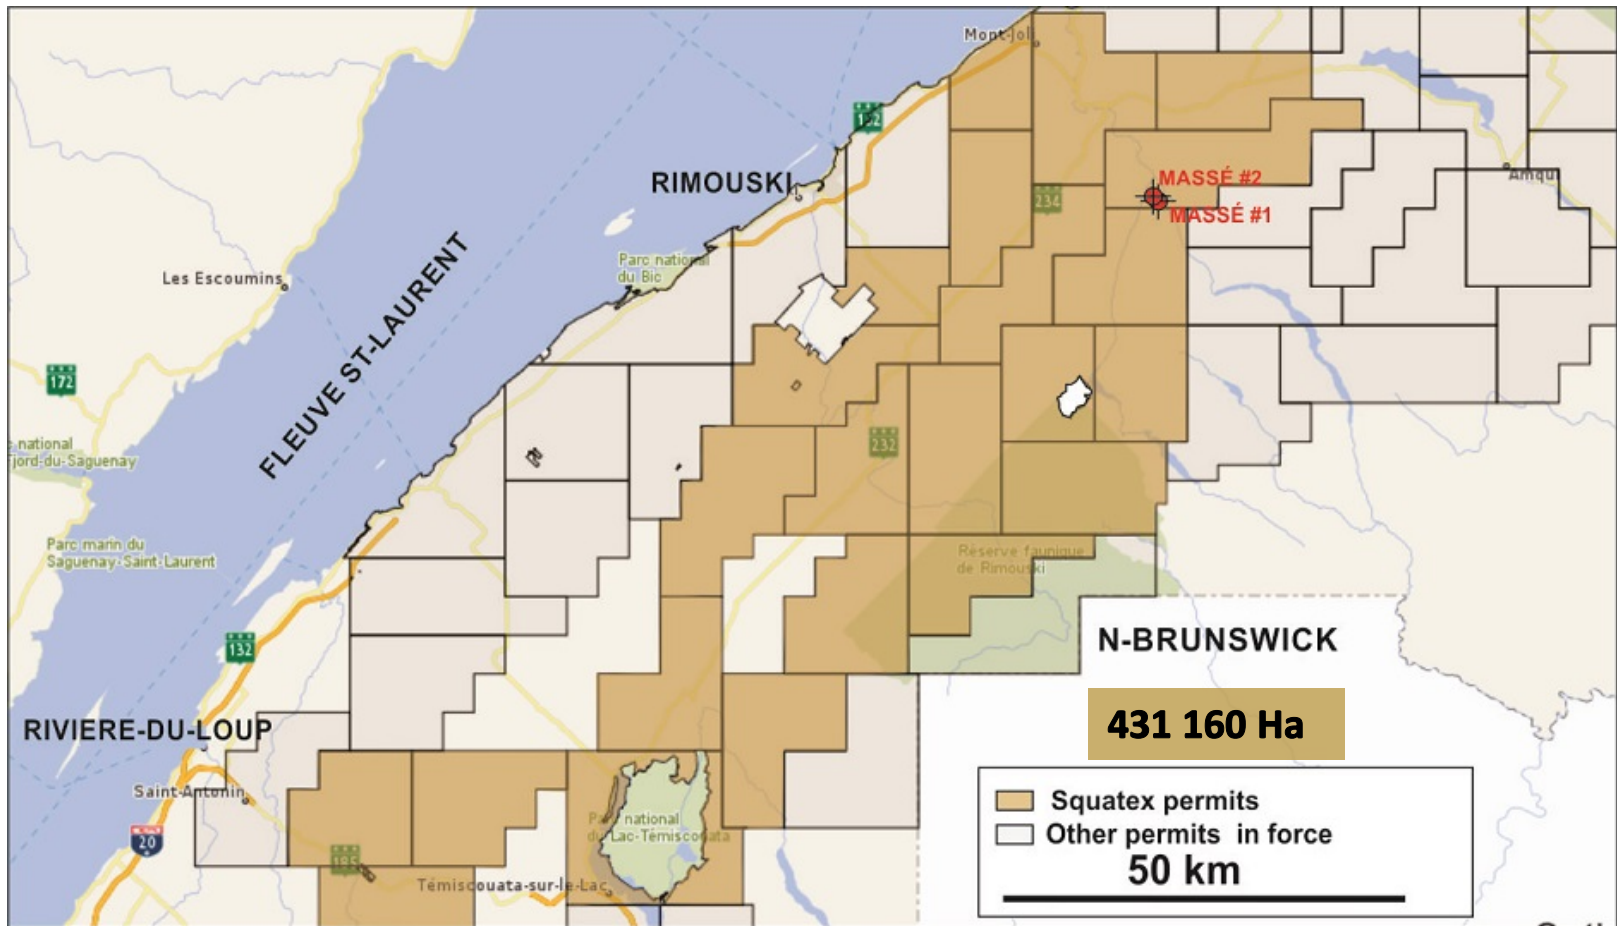 Mont-Joli
132
RIMOUSKI
MASSÉ #2
Amqui
234
MASSÉ #1
Parc national
du Bic
Les Escoumins
FLEUVE ST-LAURENT
172
232
national
jord-du-Saguenay
Parc marin du
Saguenay-Saint-Laurent
Réserve faunique
de Rimouski
132
N-BRUNSWICK
RIVIERE-DU-LOUP
431 160 Ha
Saint-Antonin
Squatex permits
Parc national
du Lac-Témiscouata
Other permits in force
20
185
50 km
Témiscouata-sur-le-Lac